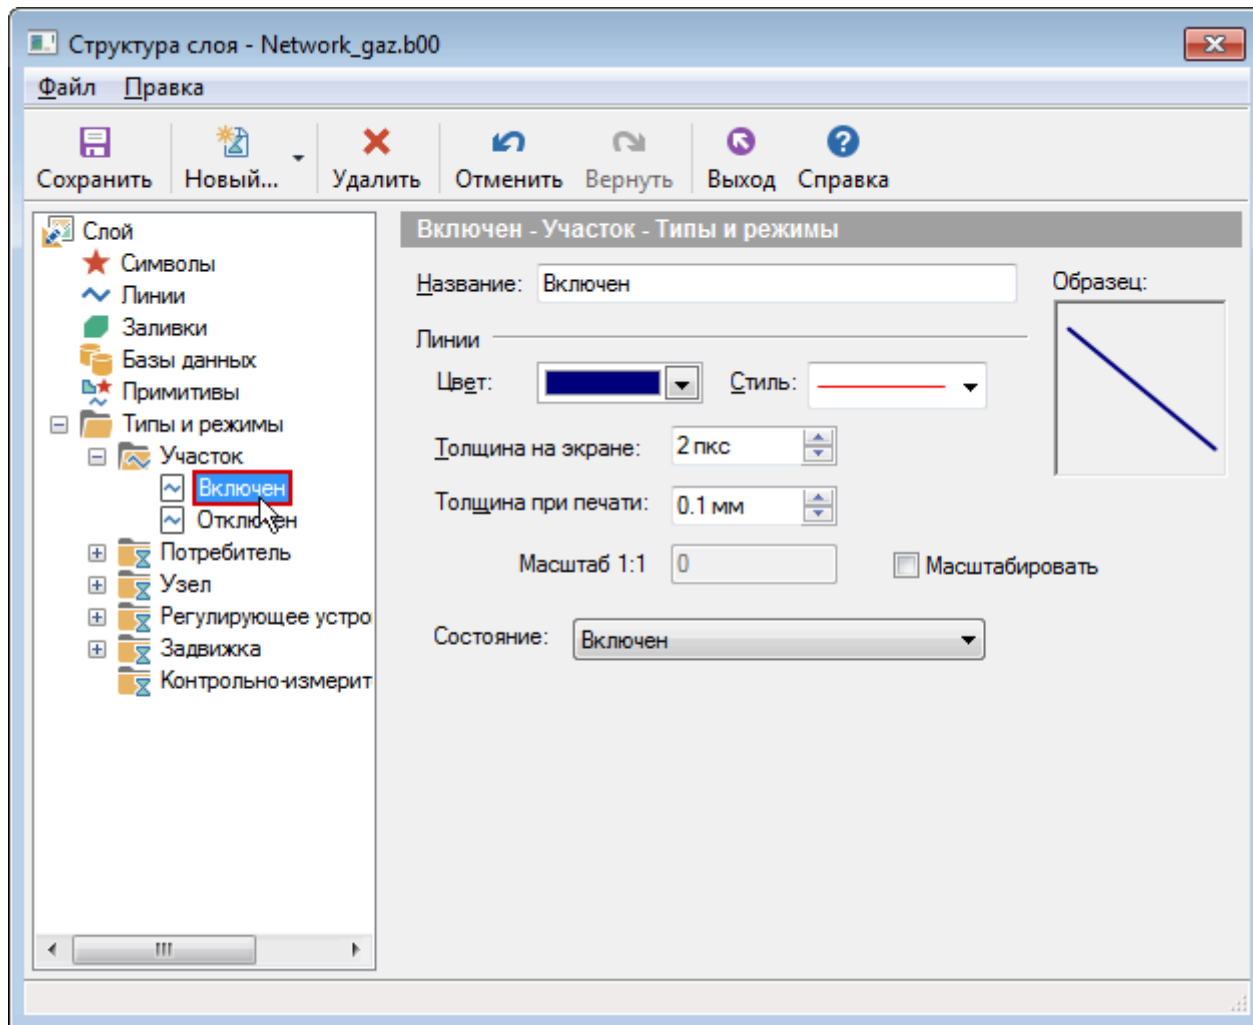 Структура слоя - Network_gaz.b00
Файл Правка
Сохранить Новый... Удалить Отменить Вернуть Выход Справка
Слой
Символы
Линии
Заливки
Базы данных
Примитивы
Типы и режимы
Участок
Включен
Отключен
Потребитель
Узел
Регулирующее устро
Задвижка
Контрольно-измерит
Включен - Участок - Типы и режимы
Название: Включен
Образец:
Линии
Цвет: Стиль:
Толщина на экране: 2 пкс
Толщина при печати: 0.1 мм
Масштаб 1:1 0 Масштабировать
Состояние: Включен